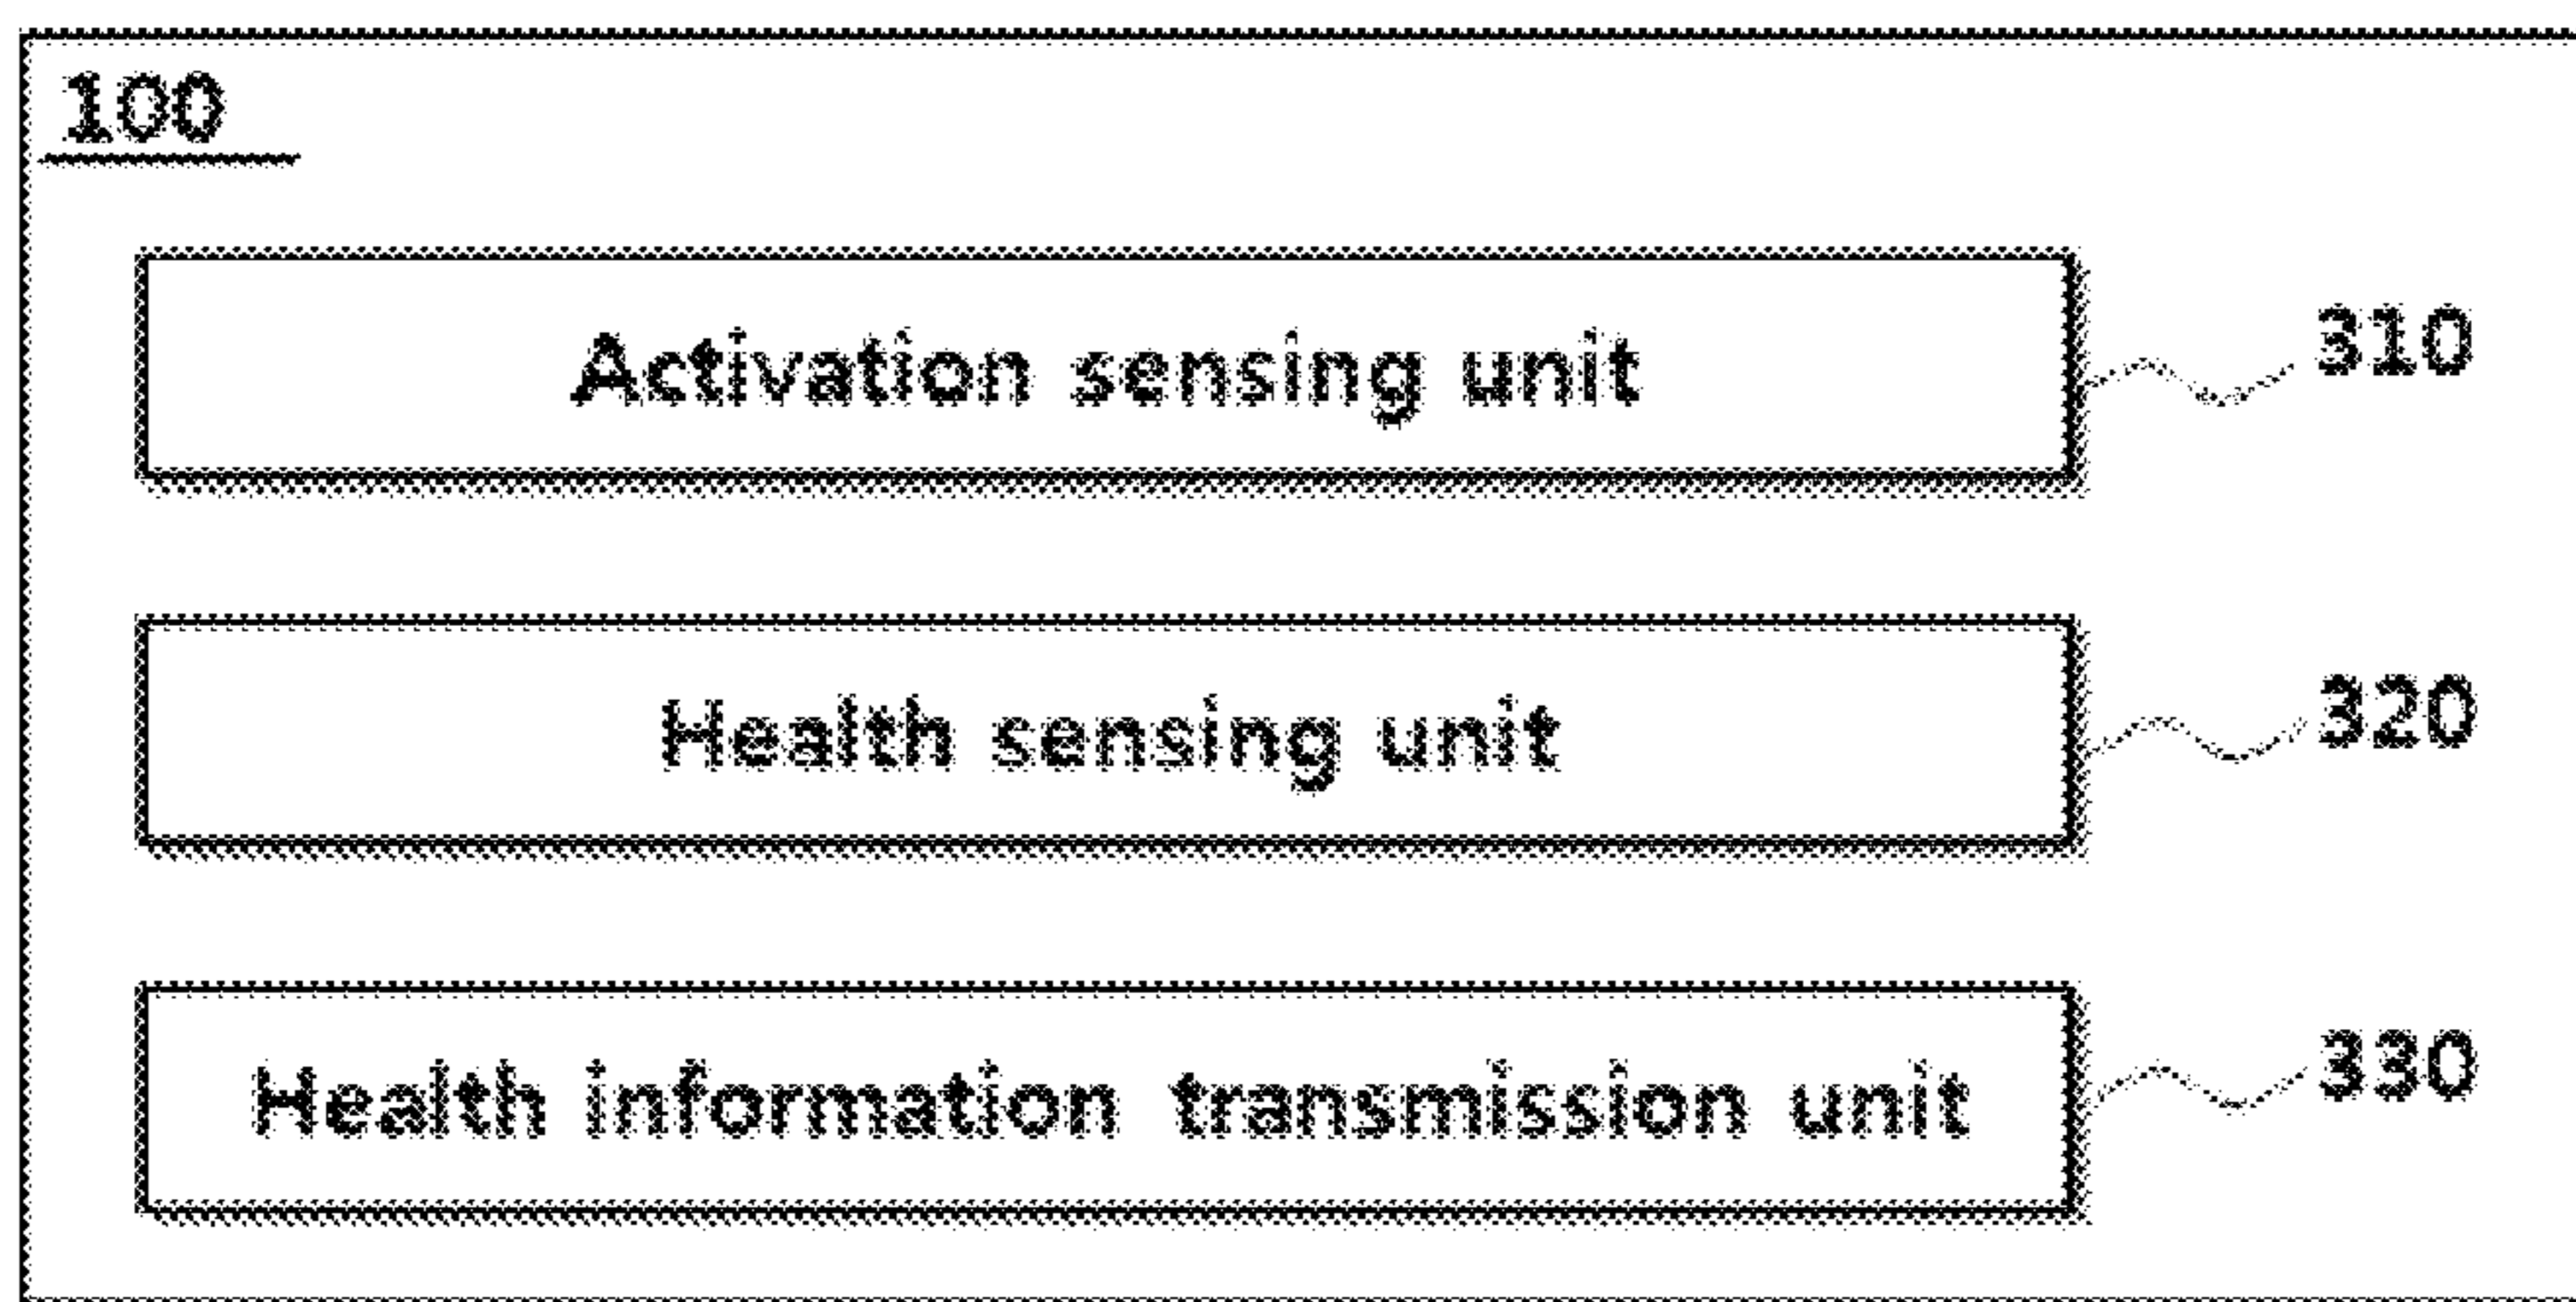 100
Activation sensing unit
310
Health sensing unit
320
Health information transmission unit
330